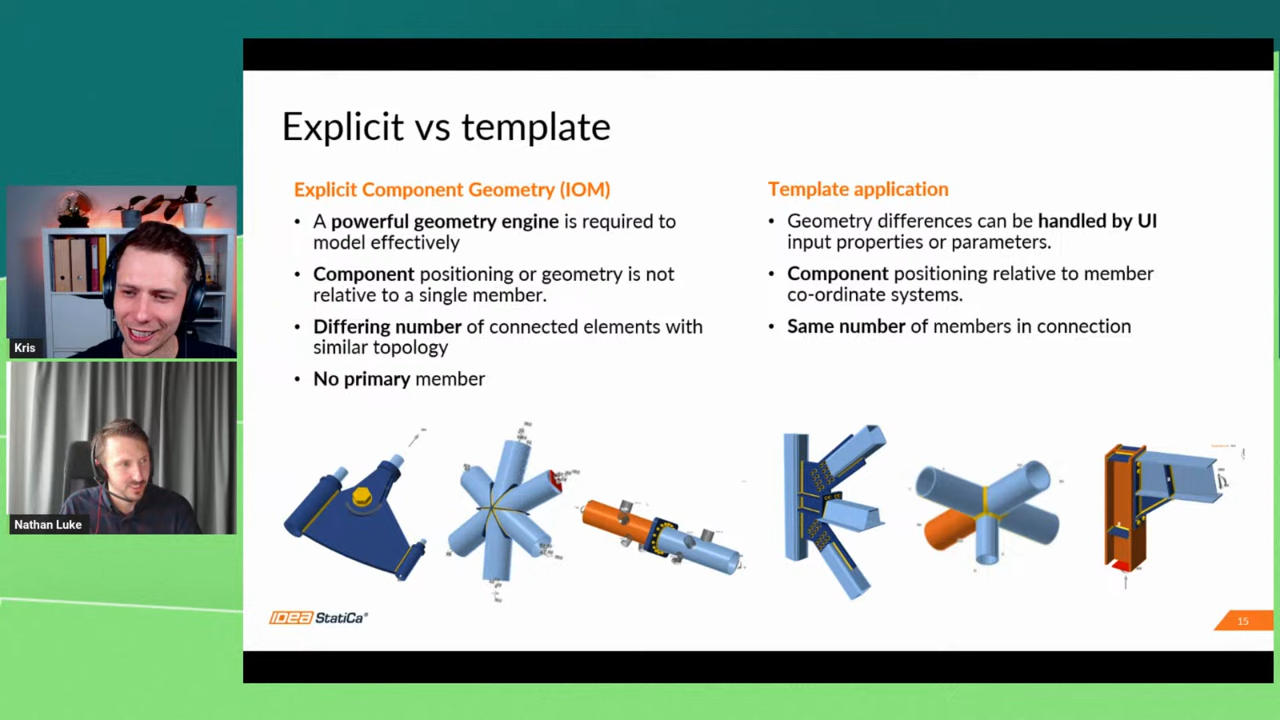 Explicit vs template
Explicit Component Geometry (IOM)
• A powerful geometry engine is required to
model effectively
• Component positioning or geometry is not
relative to a single member.
• Differing number of connected elements with
similar topology
• No primary member
Template application
• Geometry differences can be handled by UI
input properties or parameters.
• Component positioning relative to member
co-ordinate systems.
• Same number of members in connection
Kris
Nathan Luke
IDEA StatiCa®
15